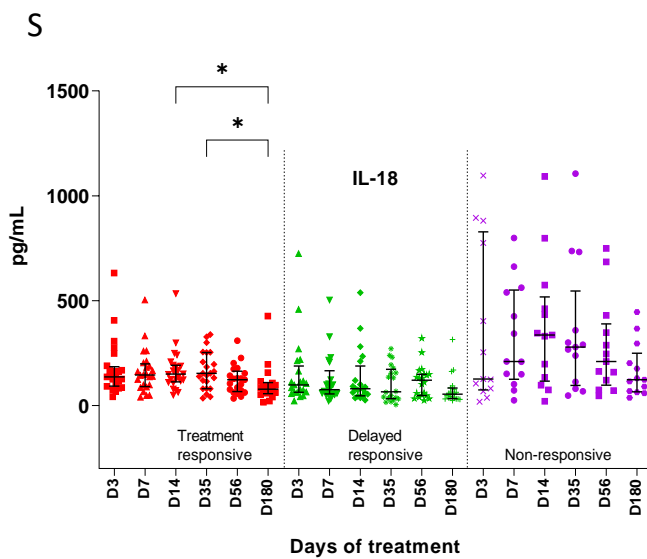 S
*
*
IL-18
pg/mL
1500
1000
500
0
Treatment
responsive
Delayed
responsive
Non-responsive
D3 D7 D14 D35 D56 D180 D3 D7 D14 D35 D56 D180 D3 D7 D14 D35 D56 D180
Days of treatment